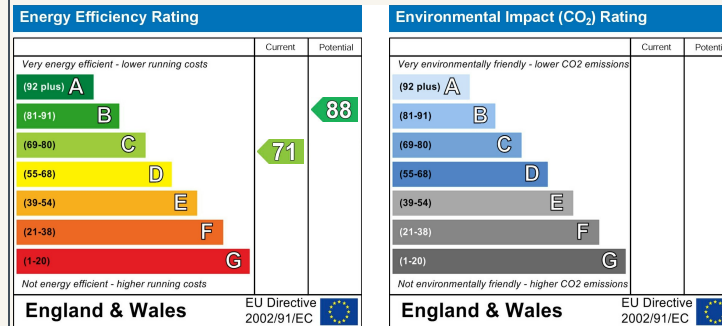 Energy Efficiency Rating
Current Potential
Very energy efficient - lower running costs
(92 plus) A
(81-91) B
88
(69-80) C
71
(55-68) D
(39-54) E
(21-38) F
(1-20) G
Not energy efficient - higher running costs
England & Wales
EU Directive
2002/91/EC
Environmental Impact (CO₂) Rating
Current Potenti
Very environmentally friendly - lower CO2 emissions
(92 plus) A
(81-91) B
(69-80) C
(55-68) D
(39-54) E
(21-38) F
(1-20) G
Not environmentally friendly - higher CO2 emissions
England & Wales
EU Directive
2002/91/EC